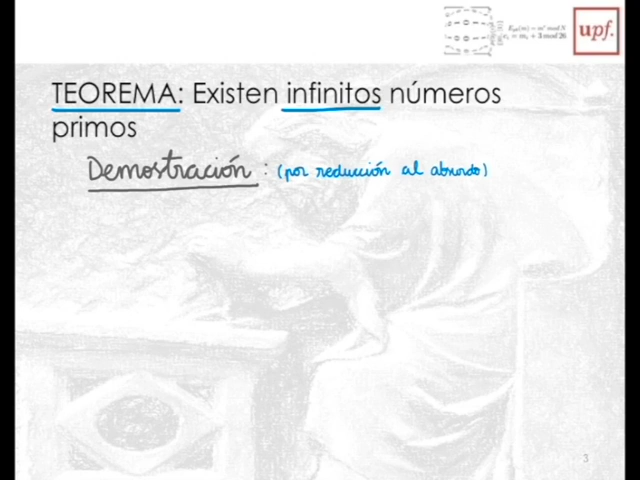 upf.
TEOREMA: Existen infinitos números
primos
Demostración: (por reducción al absurdo)
3